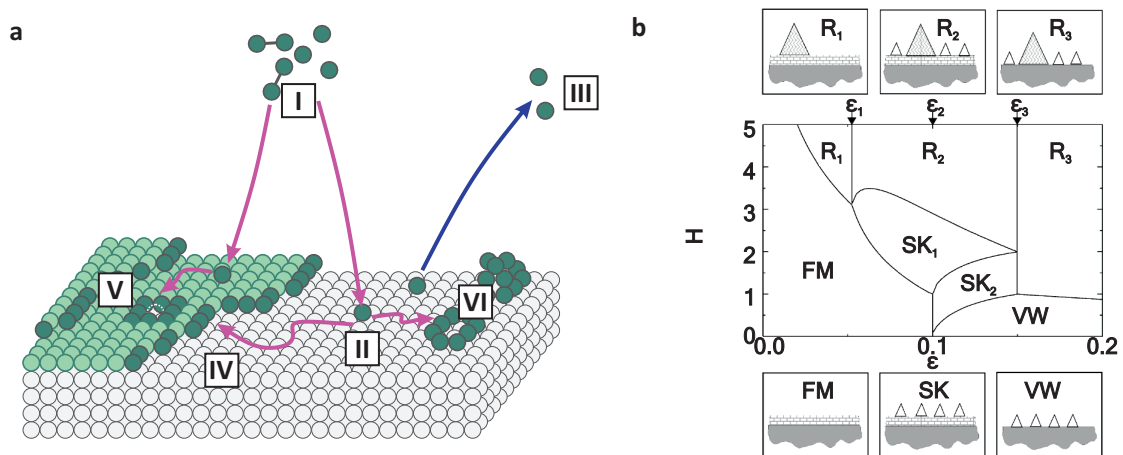 a
I
III
V
VI
II
IV
b
R1
R2
R3
ε1
ε2
ε3
5
4
3
2
1
0
H
R1
R2
R3
SK1
FM
SK2
VW
0.0
0.1
0.2
ε
FM
SK
VW